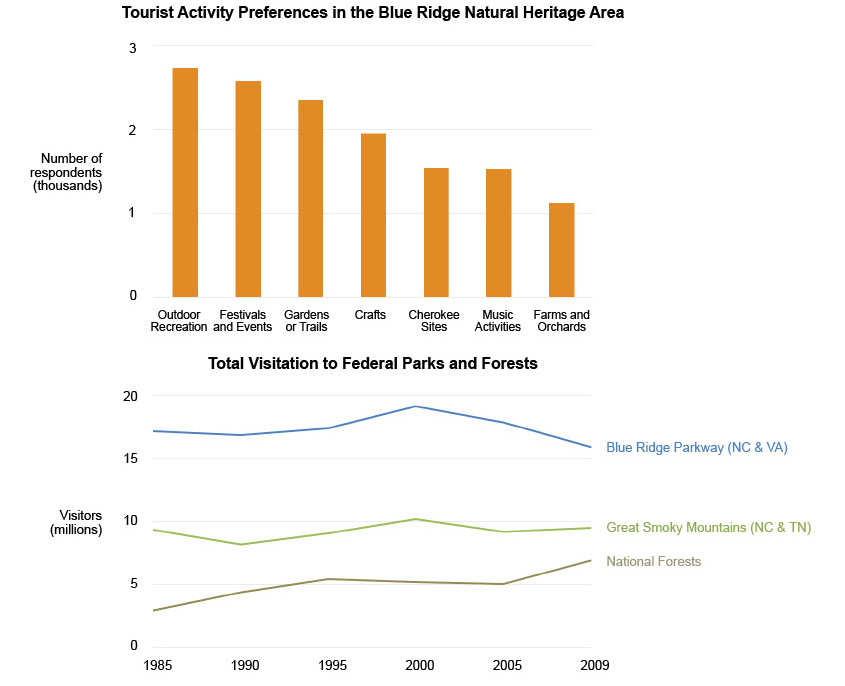 Tourist Activity Preferences in the Blue Ridge Natural Heritage Area
3
2
Number of
respondents
(thousands)
1
0
Outdoor
Recreation
Festivals
and Events
Gardens
or Trails
Crafts
Cherokee
Sites
Music
Activities
Farms and
Orchards
Total Visitation to Federal Parks and Forests
20
Blue Ridge Parkway (NC & VA)
15
Visitors
(millions)
10
Great Smoky Mountains (NC & TN)
National Forests
5
0
1985
1990
1995
2000
2005
2009